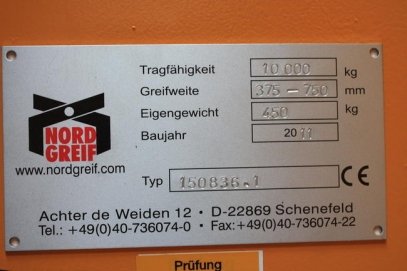 Tragfähigkeit 10 000 kg
Greifweite 375 - 750 mm
Eigengewicht 450 kg
Baujahr 2011
NORD
GREIF
www.nordgreif.com
Typ 150836.1 CE
Achter de Weiden 12 · D-22869 Schenefeld
Tel.: +49(0)40-736074-0 · Fax:+49(0)40-736074-22
Prüfung